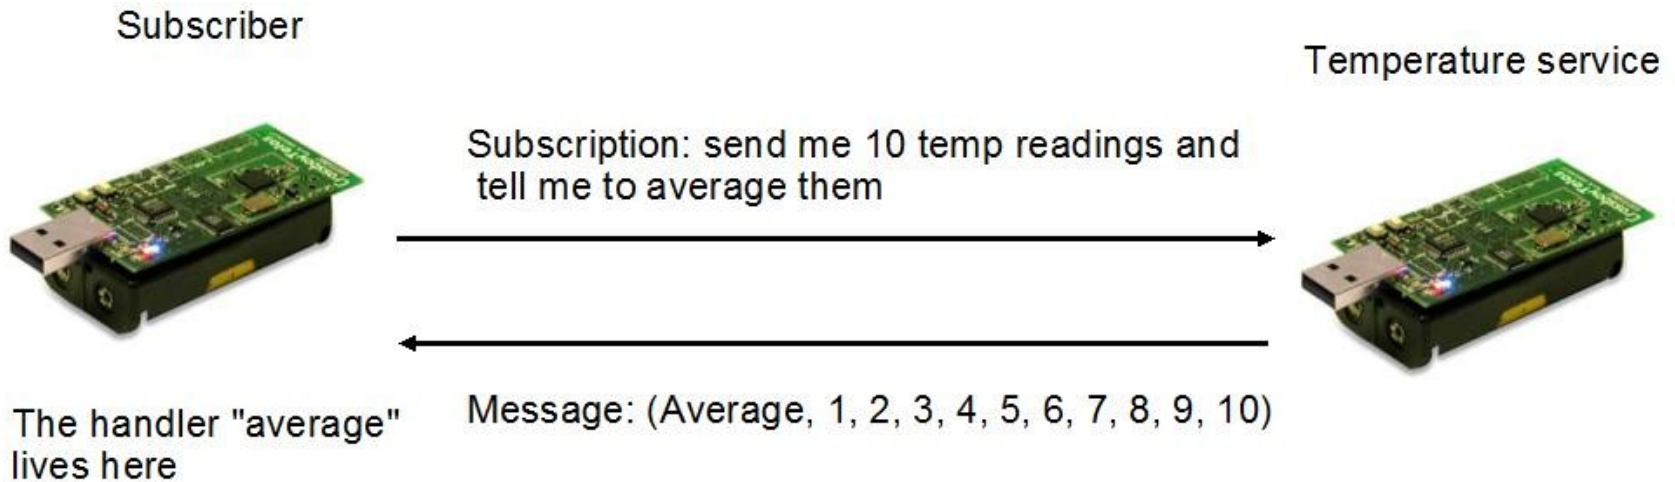 Subscriber
Temperature service
Subscription: send me 10 temp readings and
tell me to average them
Message: (Average, 1, 2, 3, 4, 5, 6, 7, 8, 9, 10)
The handler "average"
lives here